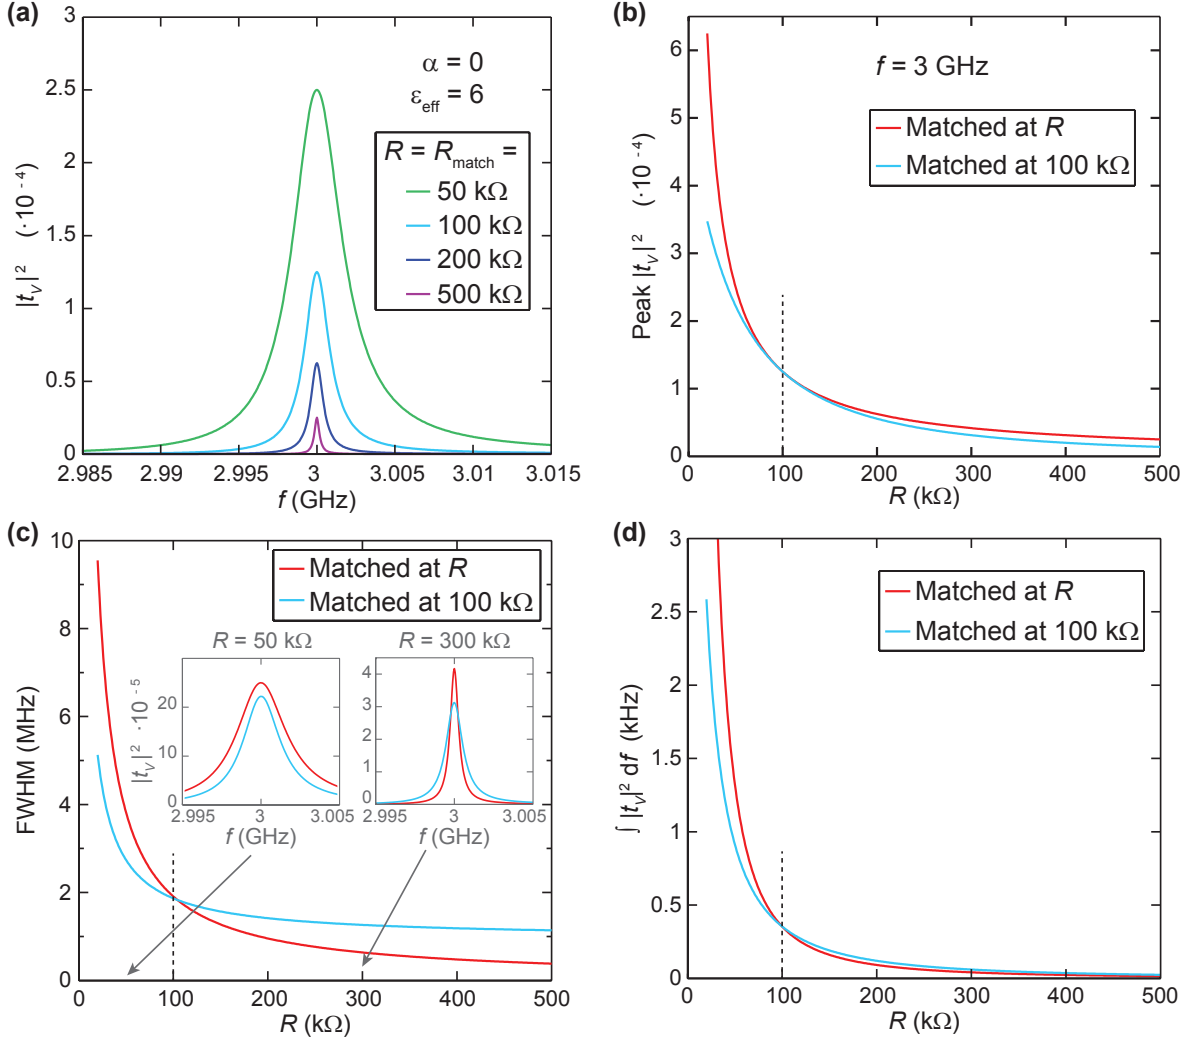 (a)
3
2.5
2
1.5
1
0.5
0
|t_V|² (·10⁻⁴)
α = 0
ε_eff = 6
R = R_match =
50 kΩ
100 kΩ
200 kΩ
500 kΩ
2.985 2.99 2.995 3 3.005 3.01 3.015
f (GHz)
(b)
6
5
4
3
2
1
0
Peak |t_V|² (·10⁻⁴)
f = 3 GHz
Matched at R
Matched at 100 kΩ
0 100 200 300 400 500
R (kΩ)
(c)
10
8
6
4
2
0
FWHM (MHz)
Matched at R
Matched at 100 kΩ
R = 50 kΩ
20
10
0
|t_V|² ·10⁻⁵
2.995 3 3.005
f (GHz)
R = 300 kΩ
4
3
2
1
0
2.995 3 3.005
f (GHz)
0 100 200 300 400 500
R (kΩ)
(d)
3
2.5
2
1.5
1
0.5
0
∫ |t_V|² df (kHz)
Matched at R
Matched at 100 kΩ
0 100 200 300 400 500
R (kΩ)